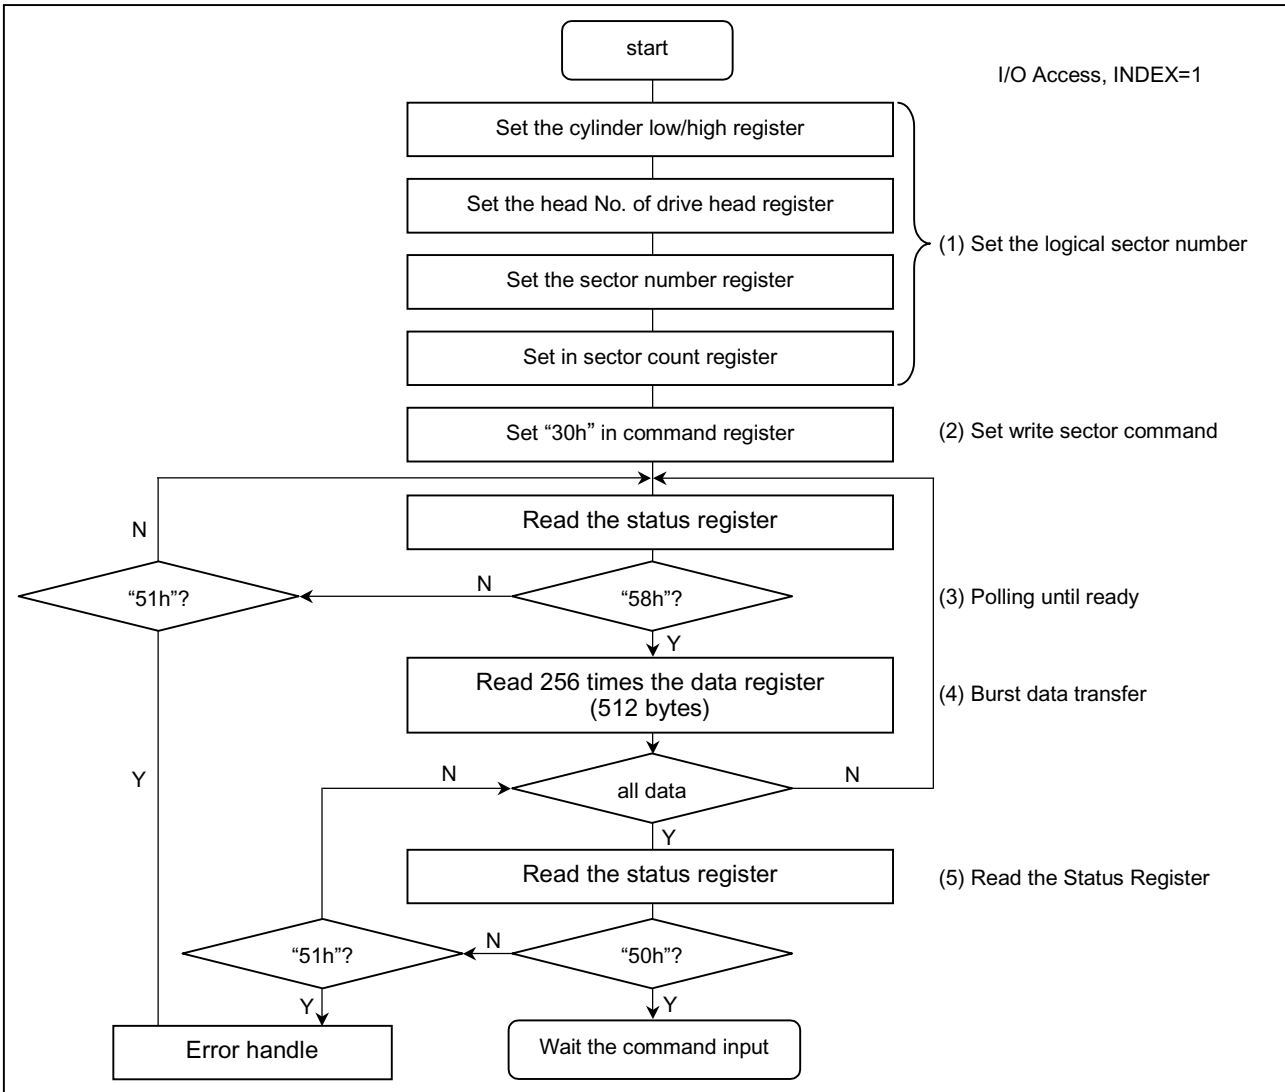 start
I/O Access, INDEX=1
Set the cylinder low/high register
Set the head No. of drive head register
(1) Set the logical sector number
Set the sector number register
Set in sector count register
Set “30h” in command register
(2) Set write sector command
N
Read the status register
“51h”?
N
“58h”?
(3) Polling until ready
Y
Read 256 times the data register
(512 bytes)
(4) Burst data transfer
Y
N
all data
N
Y
Read the status register
(5) Read the Status Register
“51h”?
N
“50h”?
Y
Y
Error handle
Wait the command input